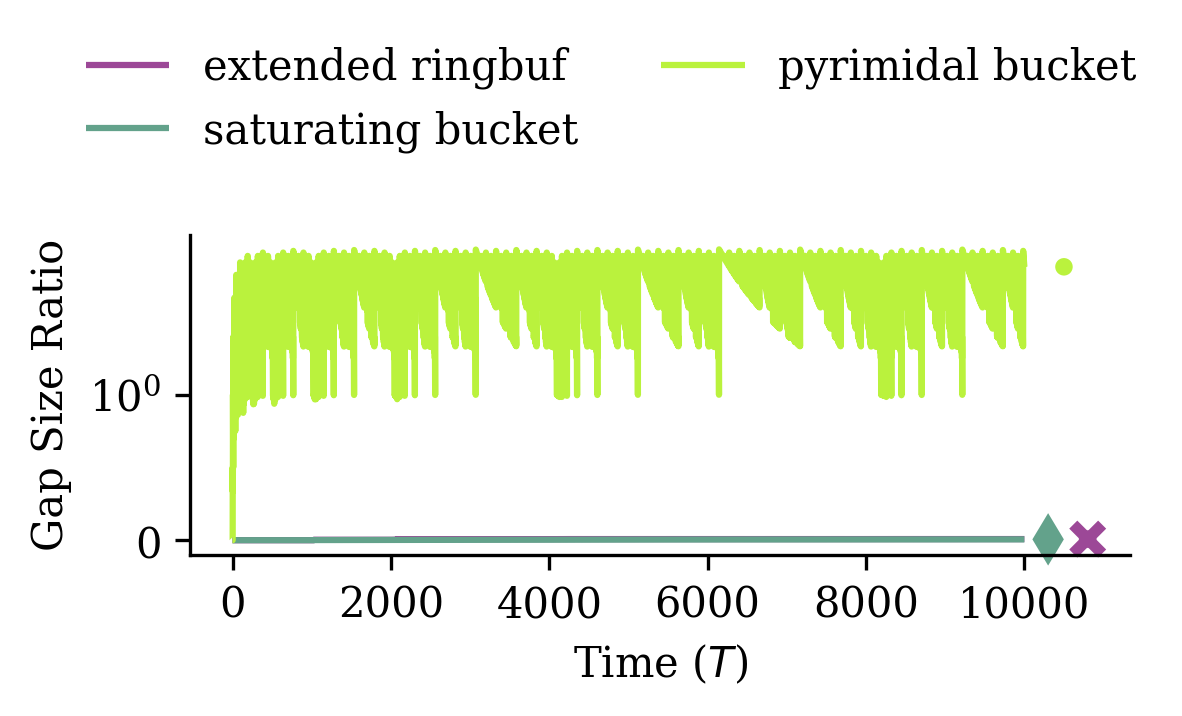 extended ringbuf
pyrimidal bucket
saturating bucket
Gap Size Ratio
10⁰
0
0 2000 4000 6000 8000 10000
Time (T)